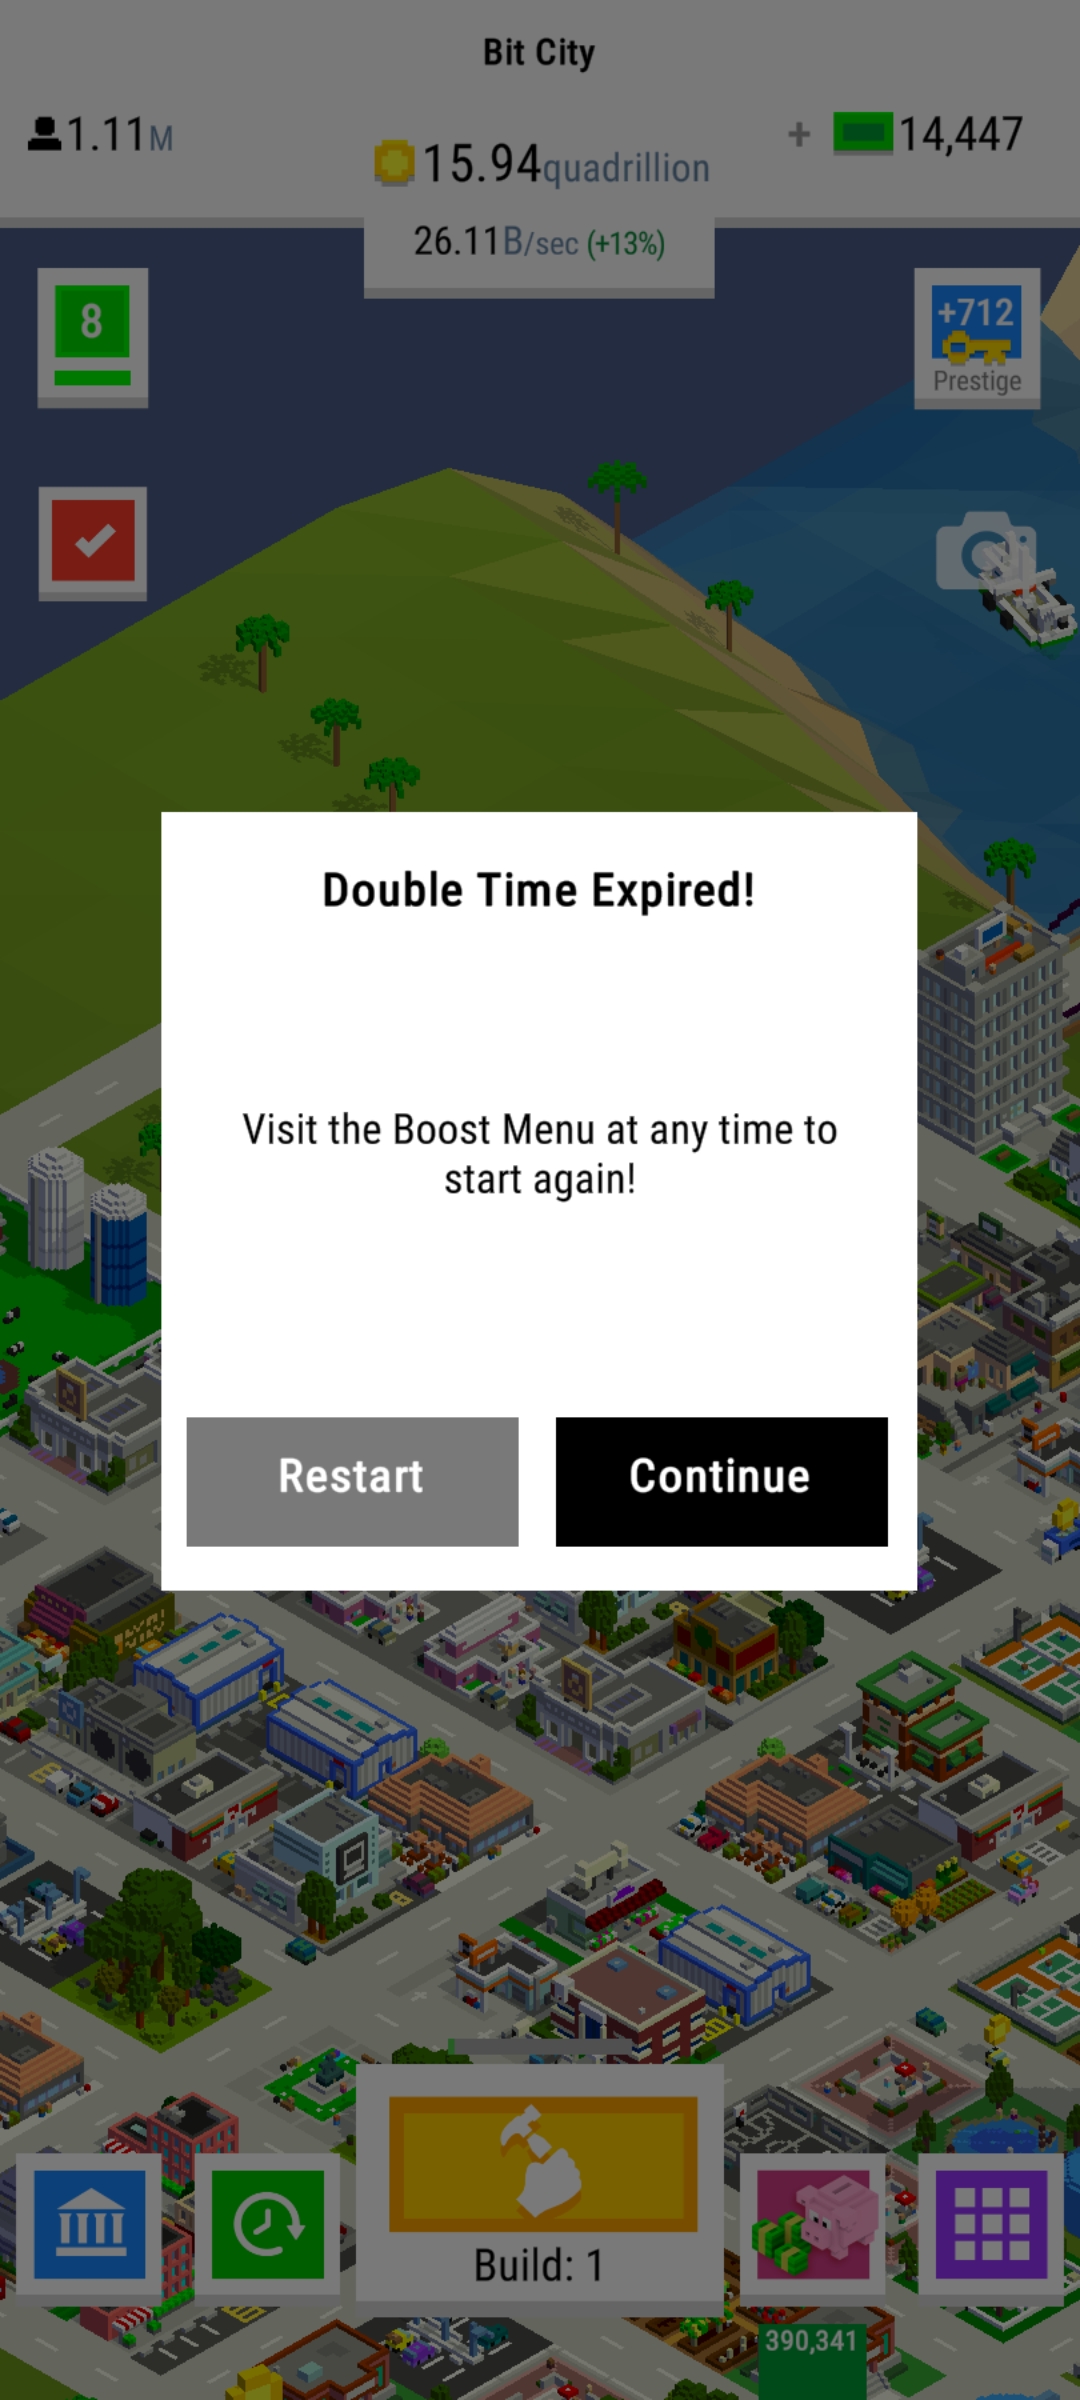 Bit City
1.11M
15.94quadrillion
+ 14,447
26.11B/sec (+13%)
8
+712
Prestige
Double Time Expired!
Visit the Boost Menu at any time to
start again!
Restart
Continue
Build: 1
390,341